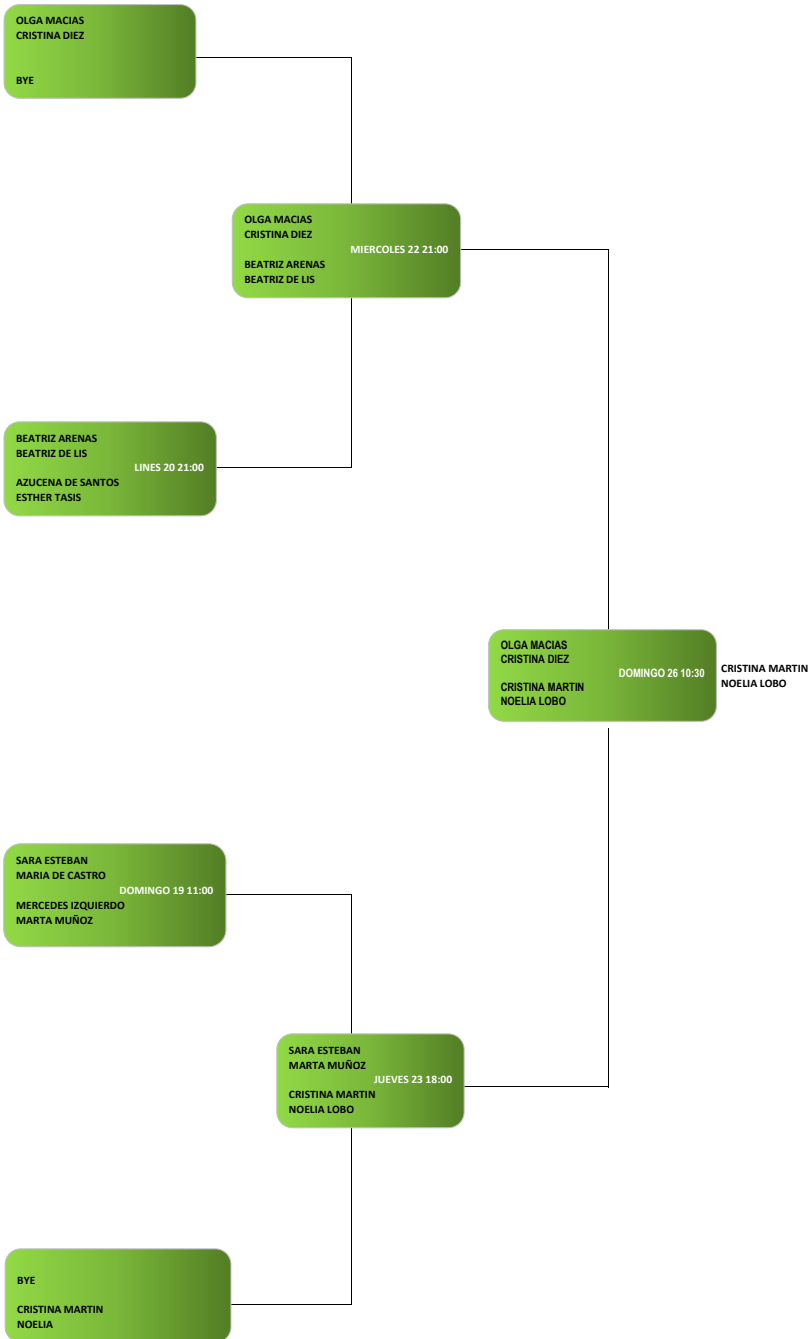 OLGA MACIAS
CRISTINA DIEZ
BYE
OLGA MACIAS
CRISTINA DIEZ
MIERCOLES 22 21:00
BEATRIZ ARENAS
BEATRIZ DE LIS
BEATRIZ ARENAS
BEATRIZ DE LIS
LINES 20 21:00
AZUCENA DE SANTOS
ESTHER TASIS
OLGA MACIAS
CRISTINA DIEZ
DOMINGO 26 10:30
CRISTINA MARTIN
NOELIA LOBO
CRISTINA MARTIN
NOELIA LOBO
SARA ESTEBAN
MARIA DE CASTRO
DOMINGO 19 11:00
MERCEDES IZQUIERDO
MARTA MUÑOZ
SARA ESTEBAN
MARTA MUÑOZ
JUEVES 23 18:00
CRISTINA MARTIN
NOELIA LOBO
BYE
CRISTINA MARTIN
NOELIA